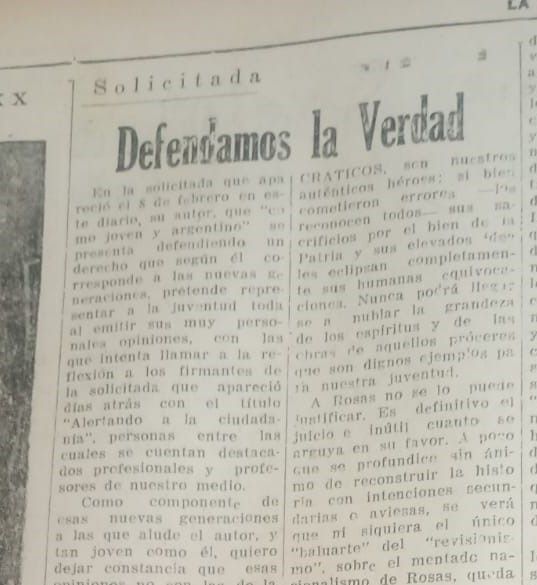 LA
Solicitada
Defendamos la Verdad
En la solicitada que apa
reció el 8 de febrero en es-
te diario, su autor, que "co
mo joven y argentino" se
presenta defendiendo un
derecho que según él co-
rresponde a las nuevas ge
neraciones, pretende repre-
sentar a la juventud toda
al emitir sus muy perso-
nales opiniones, con las
que intenta llamar a la re-
flexión a los firmantes de
la solicitada que apareció
días atrás con el título
"Alertando a la ciudada-
nía", personas entre las
cuales se cuentan destaca-
dos profesionales y profe-
sores de nuestro medio.
Como componente de
esas nuevas generaciones
a las que alude el autor, y
tan joven como él, quiero
dejar constancia que esas
CRATICOS, son nuestros
auténticos héroes; si bien
cometieron errores —los
reconocen todos— sus sa-
crificios por el bien de la
Patria y sus elevados
les eclipsan completamen-
te sus humanas equivoca-
ciones. Nunca podrá llegar
se a nublar la grandeza
de los espíritus y de las
obras de aquellos próceres
que son dignos ejemplos pa
ra nuestra juventud.
A Rosas no se lo puede
justificar. Es definitivo el
juicio e inútil cuanto se
arguya en su favor. A poco
que se profundice sin áni-
mo de reconstruir la histo
ria con intenciones secun-
darias o aviesas, se verá
que ni siquiera el único
"baluarte" del "revisionis-
mo", sobre el mentado na-
cionalismo de Rosas, queda